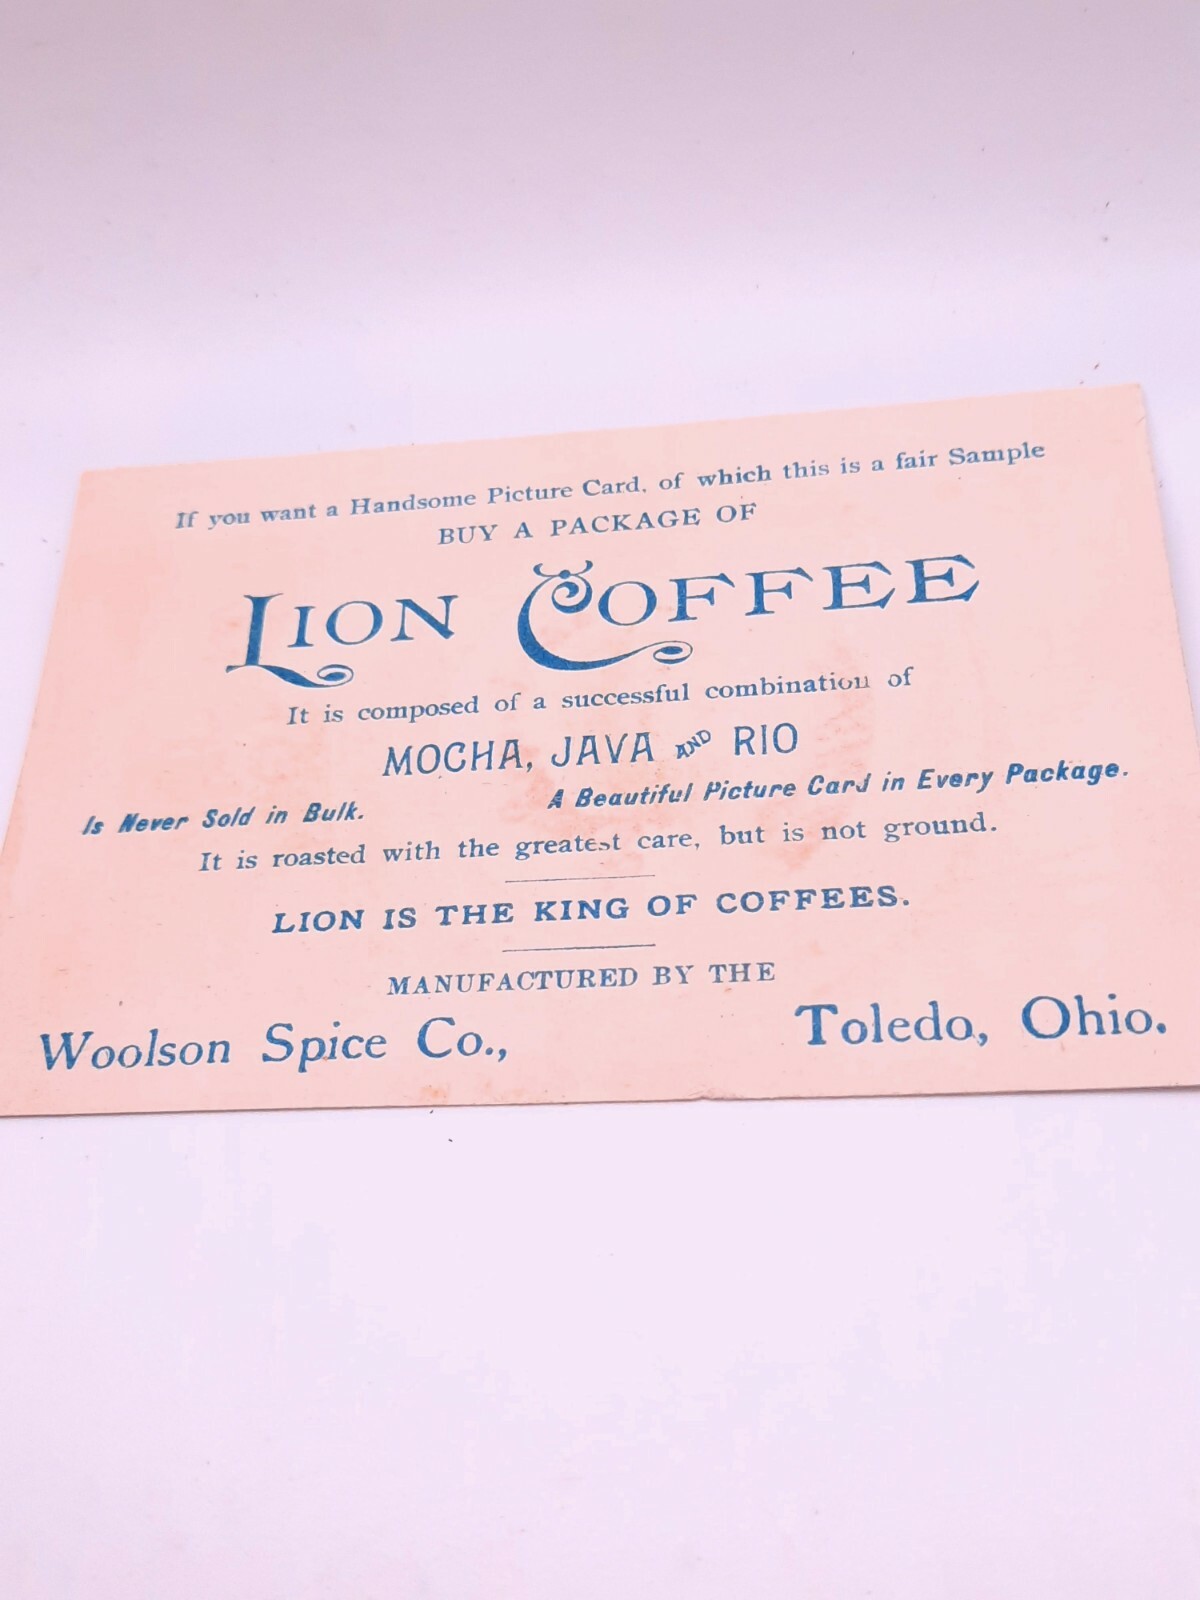 If you want a Handsome Picture Card, of which this is a fair Sample
BUY A PACKAGE OF
LION COFFEE
It is composed of a successful combination of
MOCHA, JAVA AND RIO
Is Never Sold in Bulk. A Beautiful Picture Card in Every Package.
It is roasted with the greatest care, but is not ground.
LION IS THE KING OF COFFEES.
MANUFACTURED BY THE
Woolson Spice Co., Toledo, Ohio.